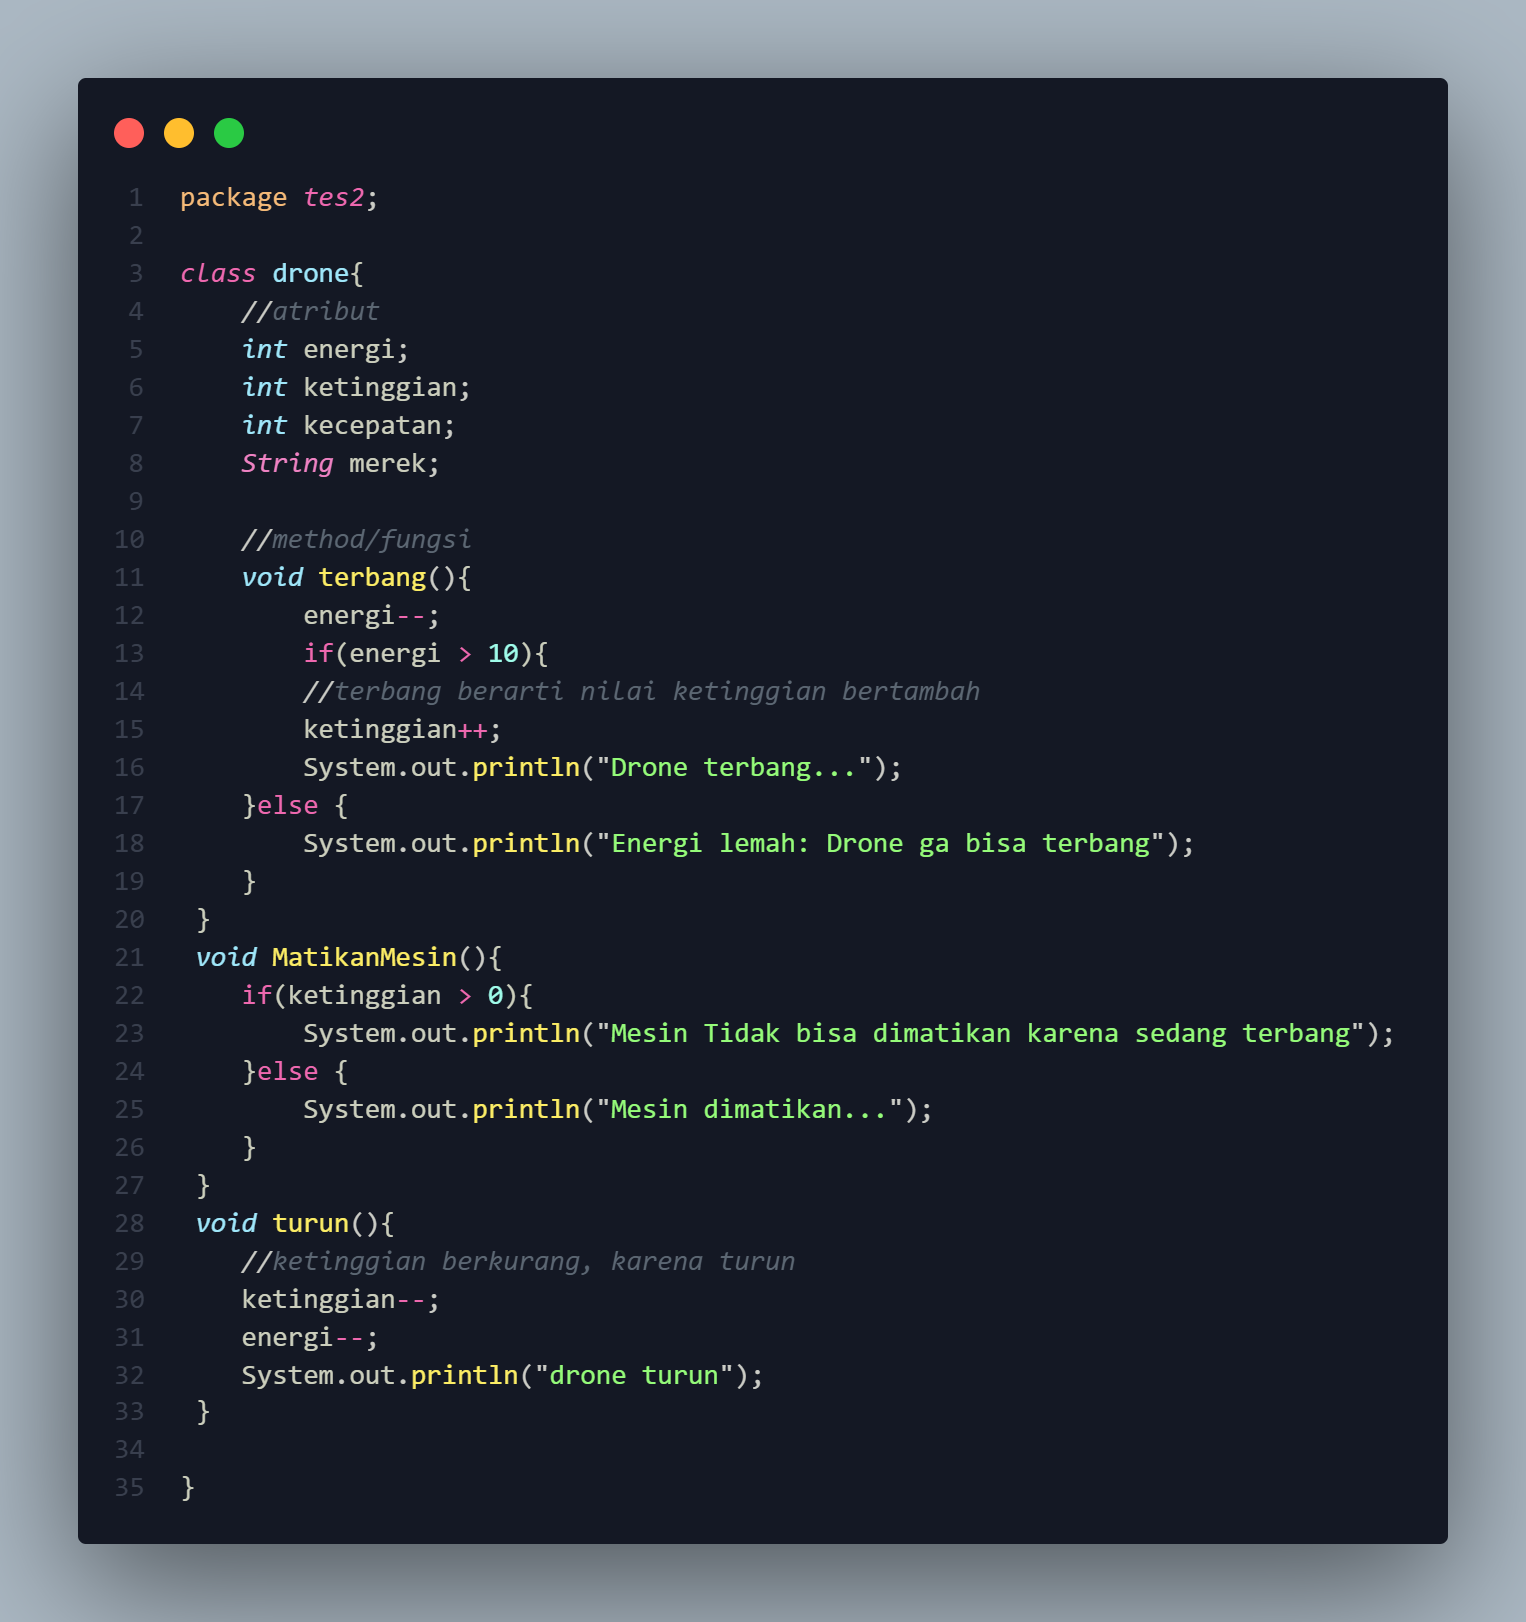 1 package tes2;
2
3 class drone{
4     //atribut
5     int energi;
6     int ketinggian;
7     int kecepatan;
8     String merek;
9
10     //method/fungsi
11     void terbang(){
12         energi--;
13         if(energi > 10){
14         //terbang berarti nilai ketinggian bertambah
15         ketinggian++;
16         System.out.println("Drone terbang...");
17     }else {
18         System.out.println("Energi lemah: Drone ga bisa terbang");
19     }
20  }
21  void MatikanMesin(){
22     if(ketinggian > 0){
23         System.out.println("Mesin Tidak bisa dimatikan karena sedang terbang");
24     }else {
25         System.out.println("Mesin dimatikan...");
26     }
27  }
28  void turun(){
29     //ketinggian berkurang, karena turun
30     ketinggian--;
31     energi--;
32     System.out.println("drone turun");
33  }
34
35 }